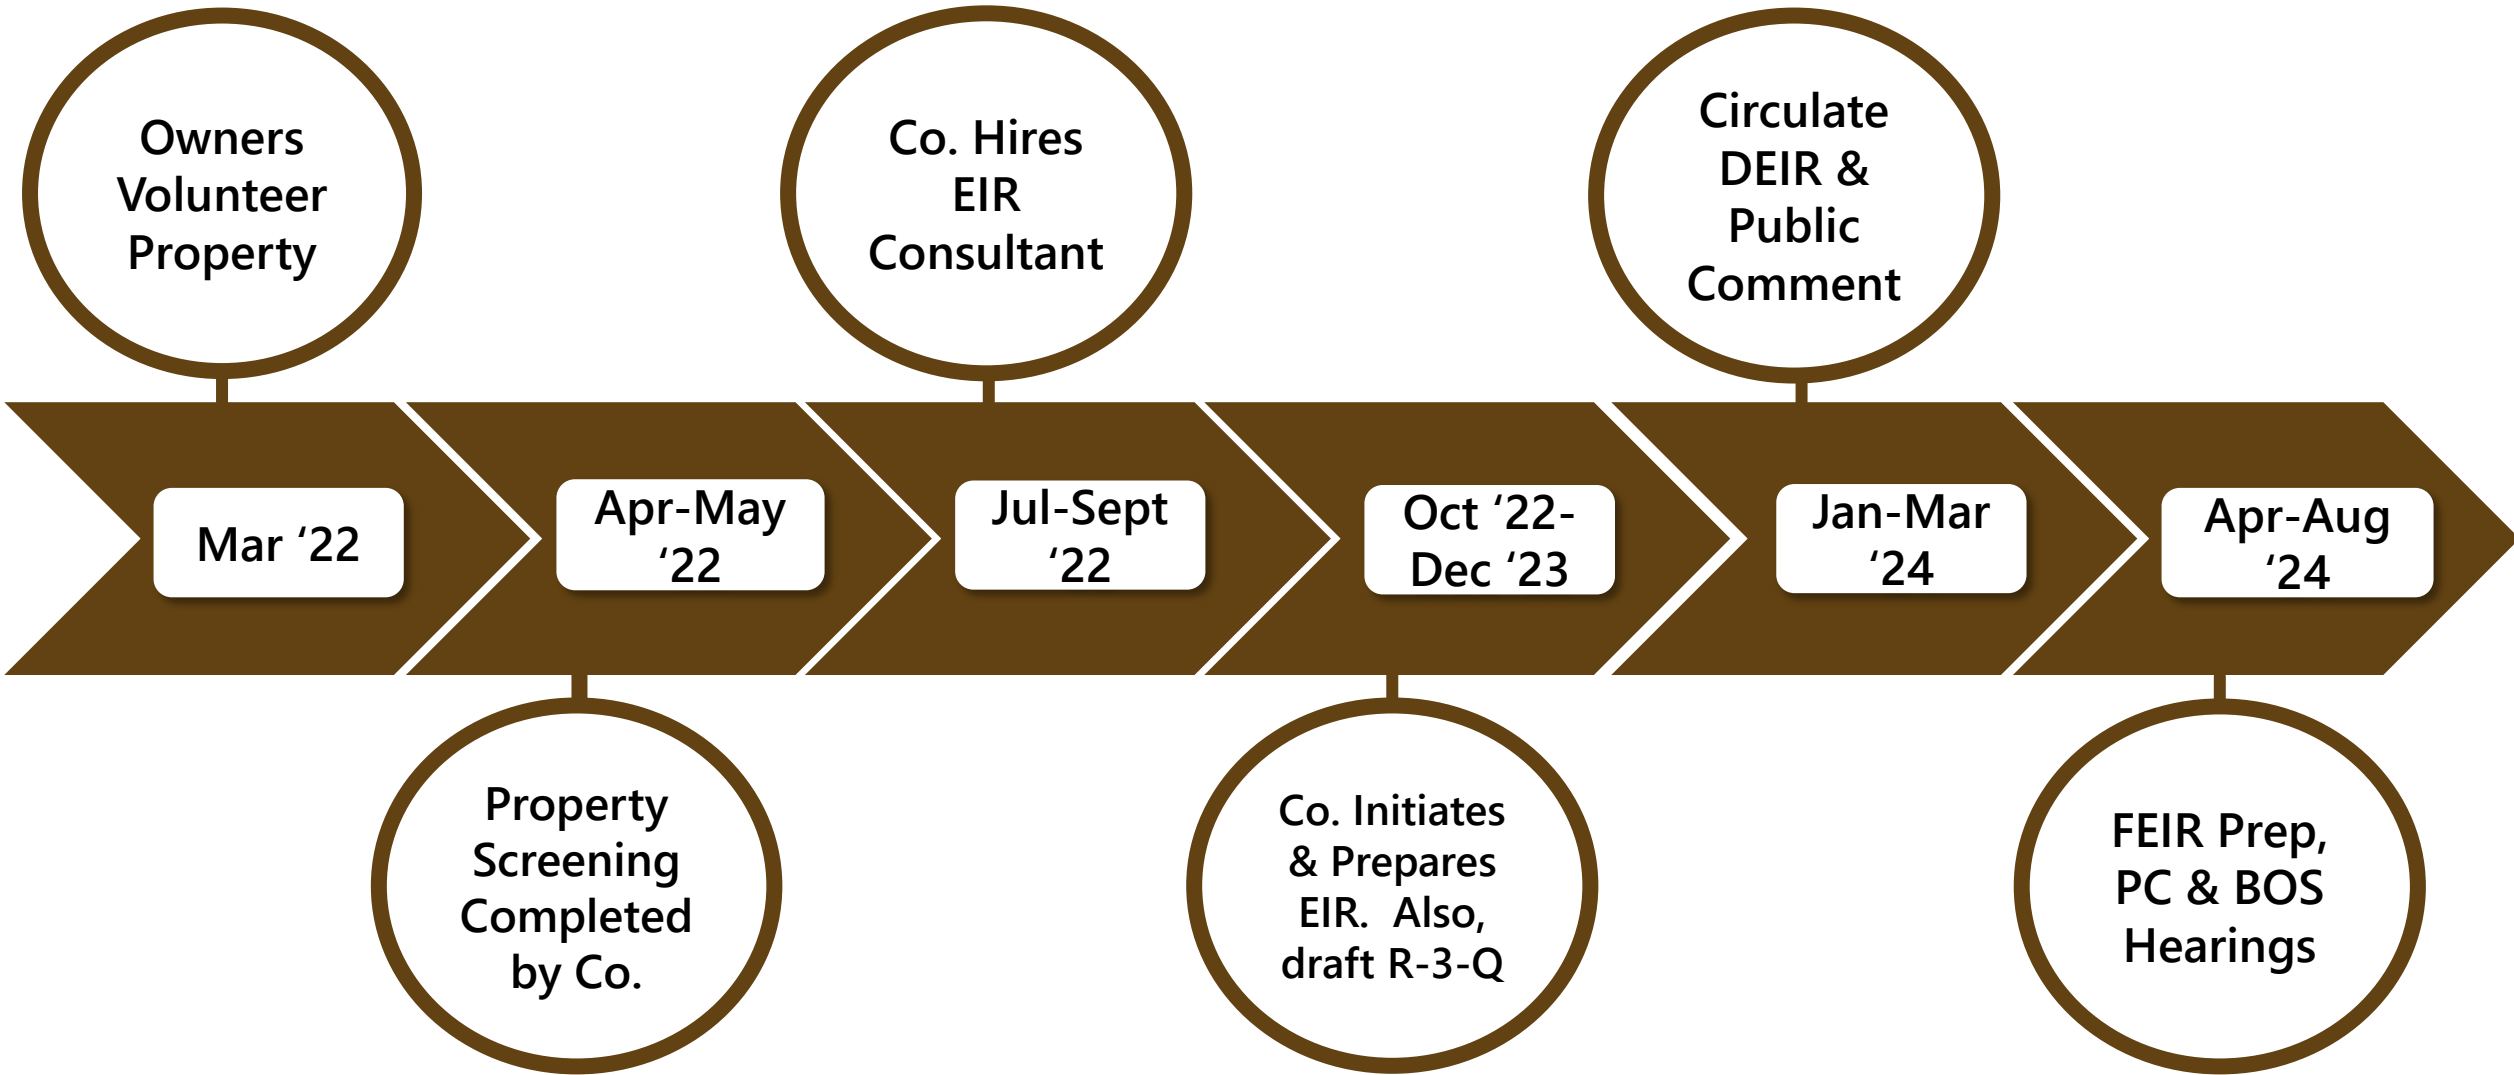 Owners
Volunteer
Property
Co. Hires
EIR
Consultant
Circulate
DEIR &
Public
Comment
Mar ‘22
Apr-May
‘22
Jul-Sept
‘22
Oct ‘22-
Dec ‘23
Jan-Mar
‘24
Apr-Aug
‘24
Property
Screening
Completed
by Co.
Co. Initiates
& Prepares
EIR.  Also,
draft R-3-Q
FEIR Prep,
PC & BOS
Hearings